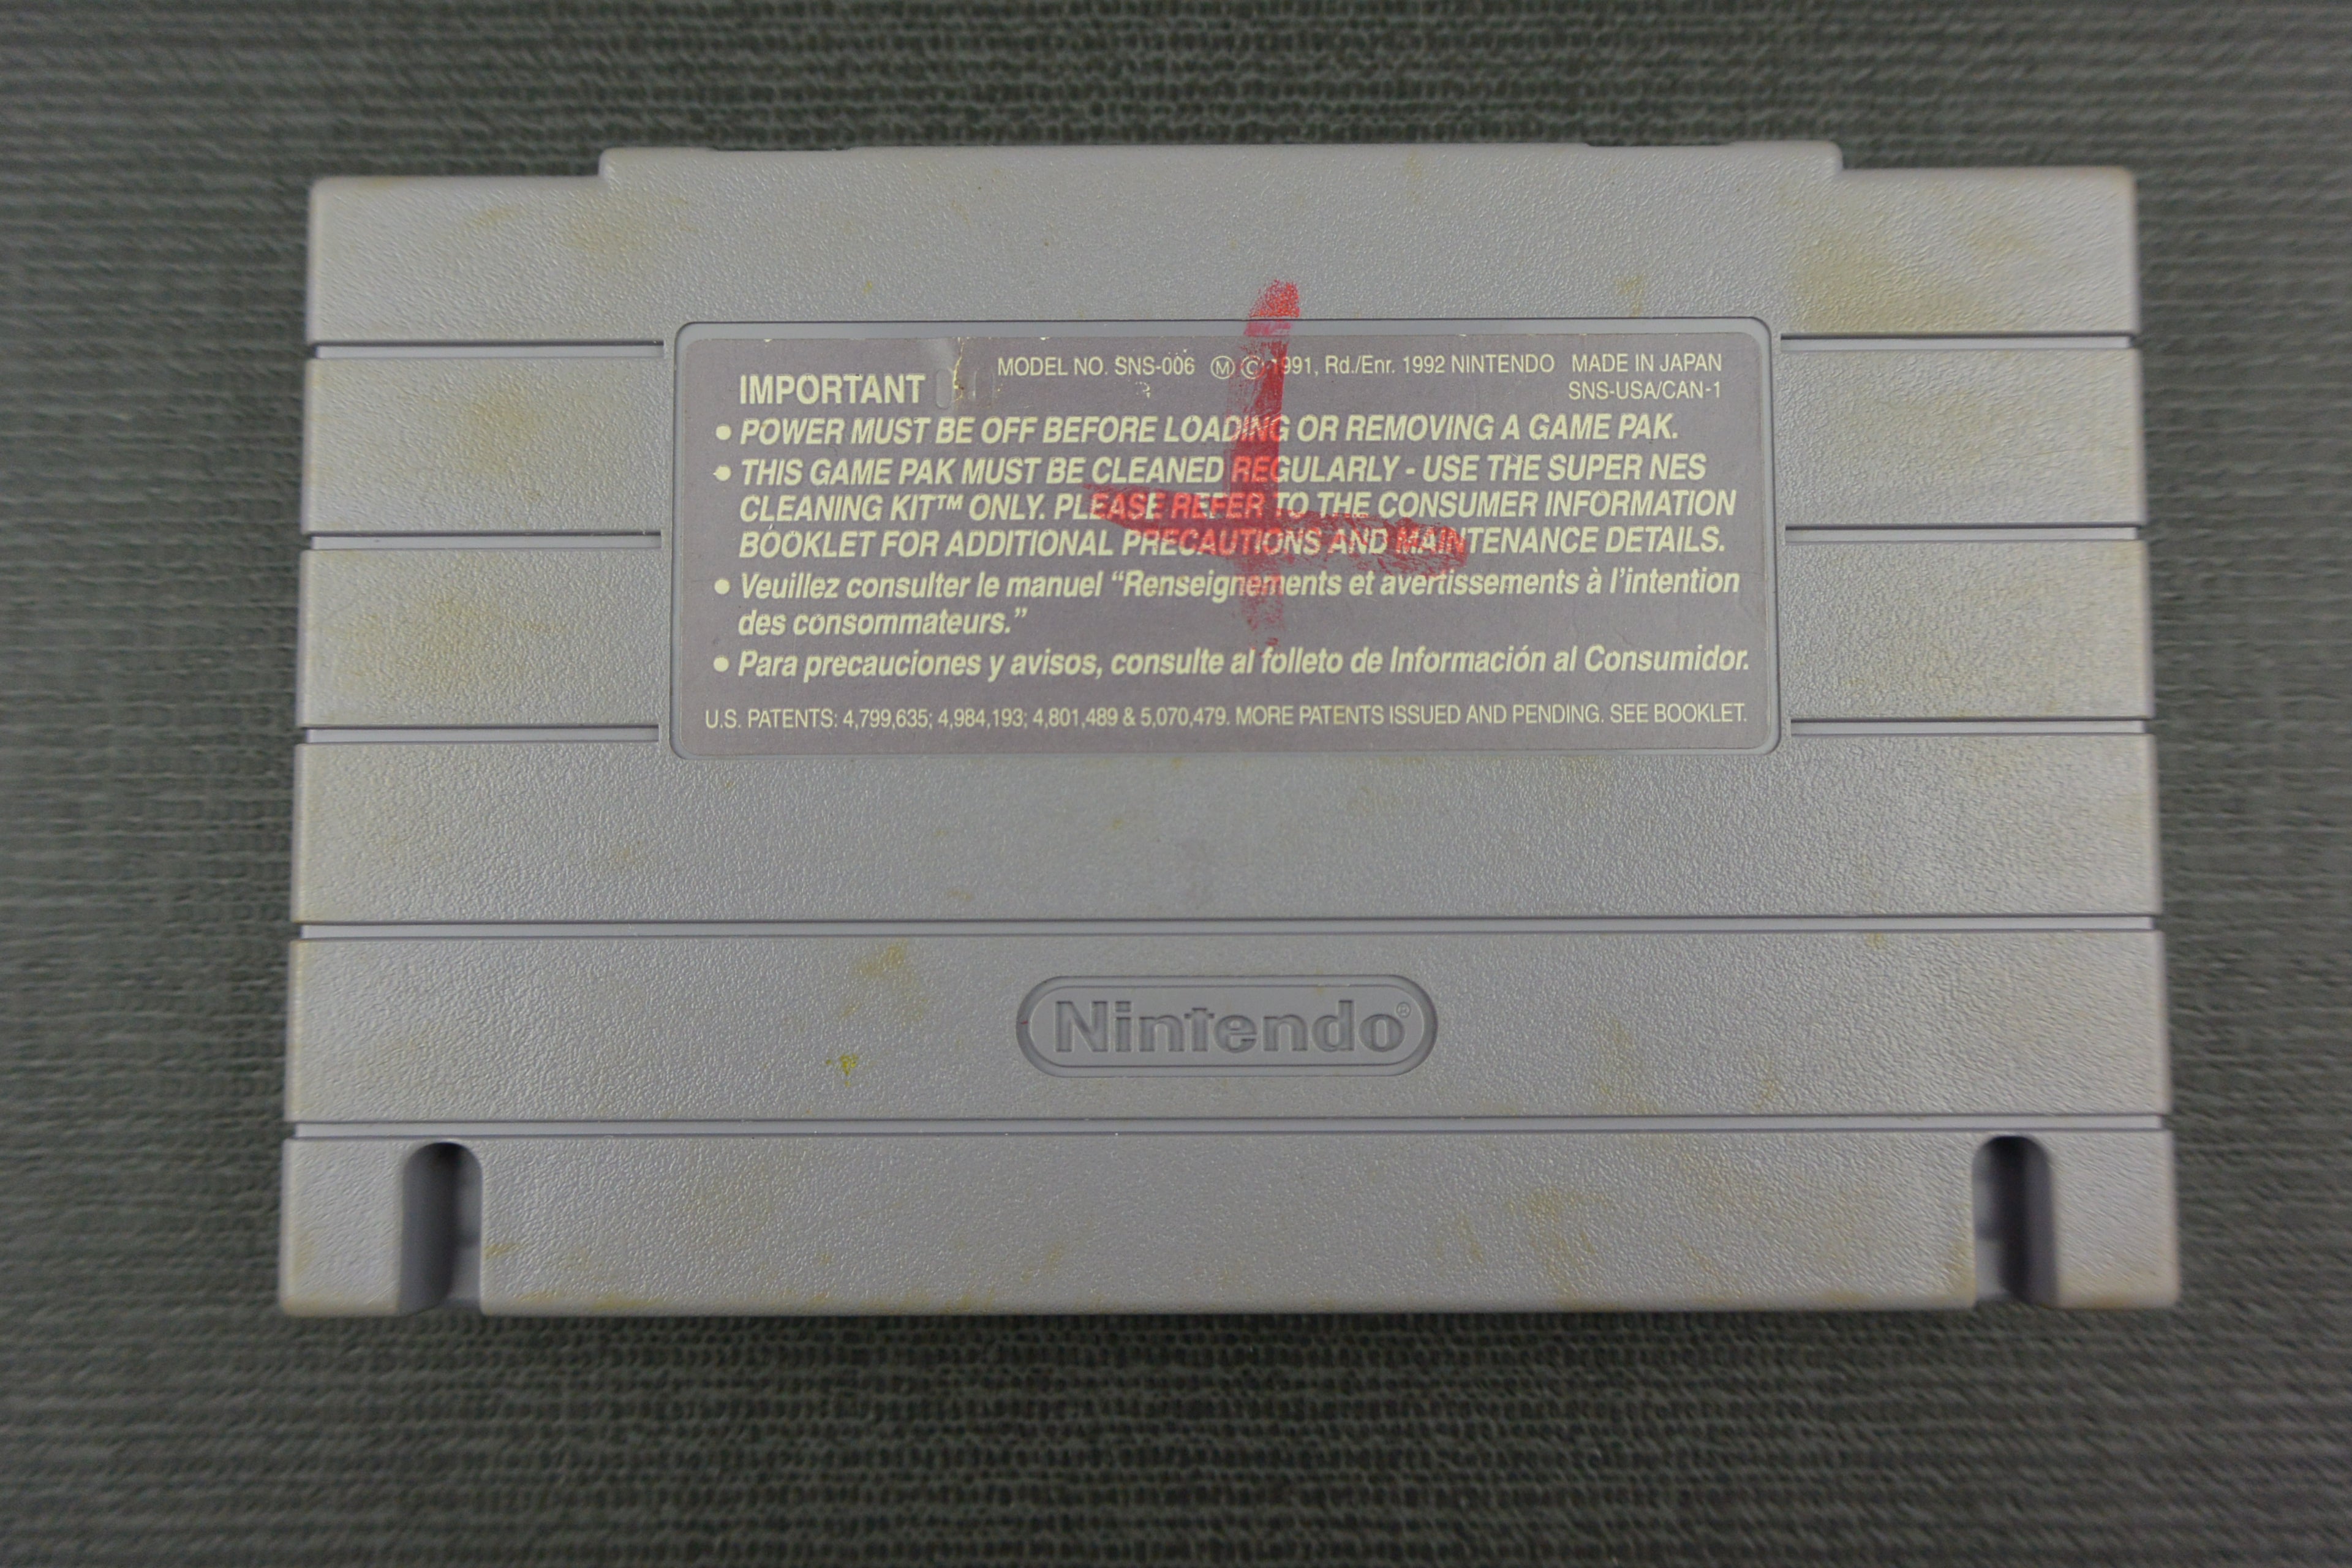 MODEL NO. SNS-006 Ⓜ © 1991, Rd./Enr. 1992 NINTENDO MADE IN JAPAN
IMPORTANT SNS-USA/CAN-1
• POWER MUST BE OFF BEFORE LOADING OR REMOVING A GAME PAK.
• THIS GAME PAK MUST BE CLEANED REGULARLY - USE THE SUPER NES
CLEANING KIT™ ONLY. PLEASE REFER TO THE CONSUMER INFORMATION
BOOKLET FOR ADDITIONAL PRECAUTIONS AND MAINTENANCE DETAILS.
• Veuillez consulter le manuel “Renseignements et avertissements à l’intention
des consommateurs.”
• Para precauciones y avisos, consulte al folleto de Información al Consumidor.
U.S. PATENTS: 4,799,635; 4,984,193; 4,801,489 & 5,070,479. MORE PATENTS ISSUED AND PENDING. SEE BOOKLET.
Nintendo®